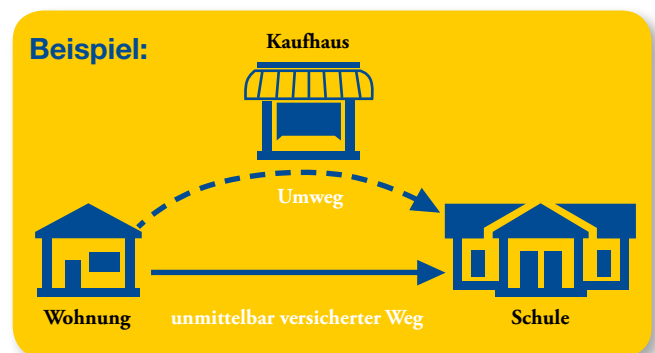 Beispiel:
Kaufhaus
Umweg
Wohnung
unmittelbar versicherter Weg
Schule